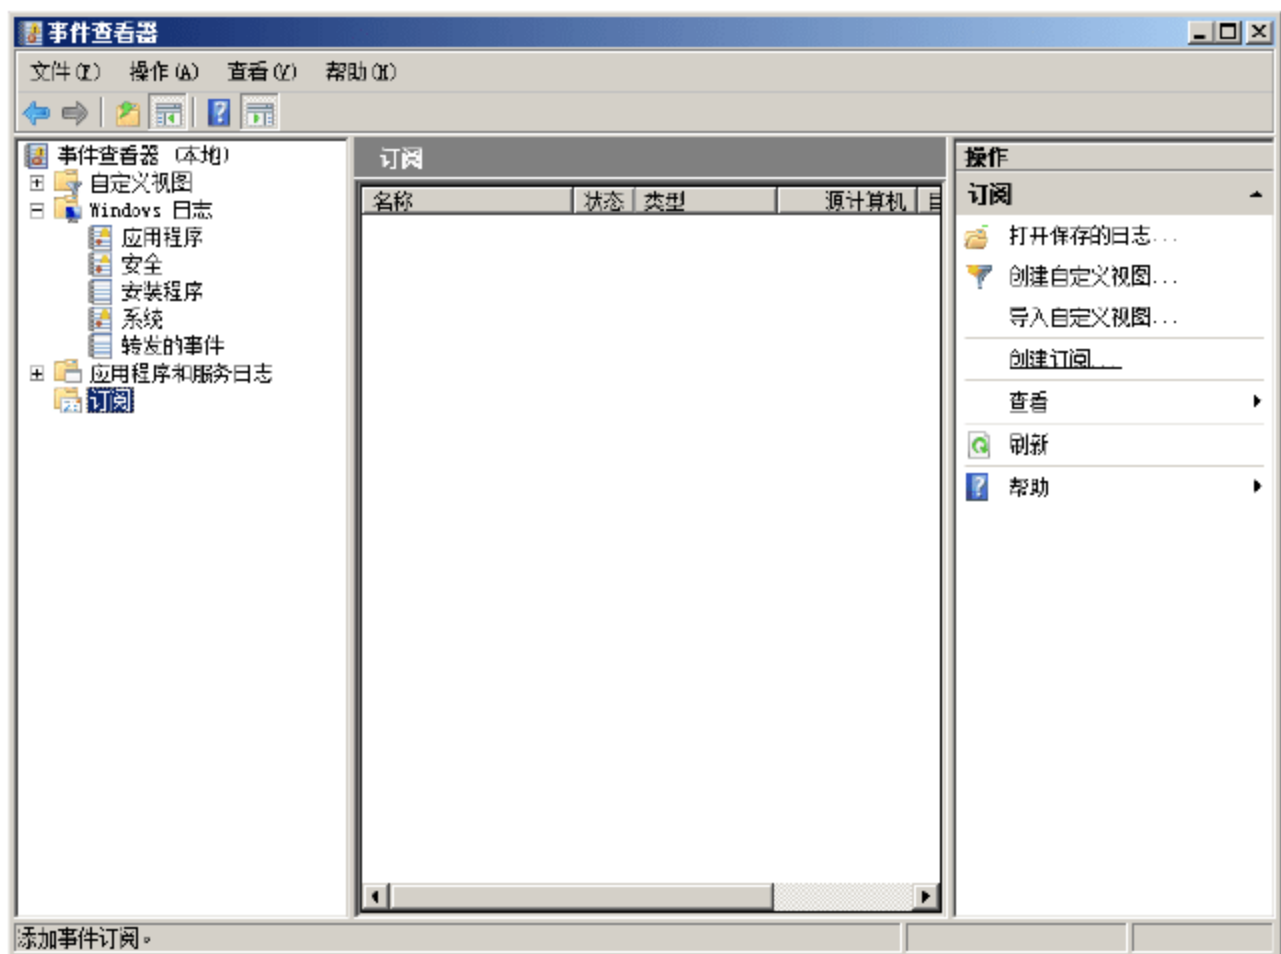 事件查看器
文件(F) 操作(A) 查看(V) 帮助(H)
事件查看器 (本地)
自定义视图
Windows 日志
应用程序
安全
安装程序
系统
转发的事件
应用程序和服务日志
订阅
订阅
名称 状态 类型 源计算机
操作
订阅
打开保存的日志...
创建自定义视图...
导入自定义视图...
创建订阅...
查看
刷新
帮助
添加事件订阅。